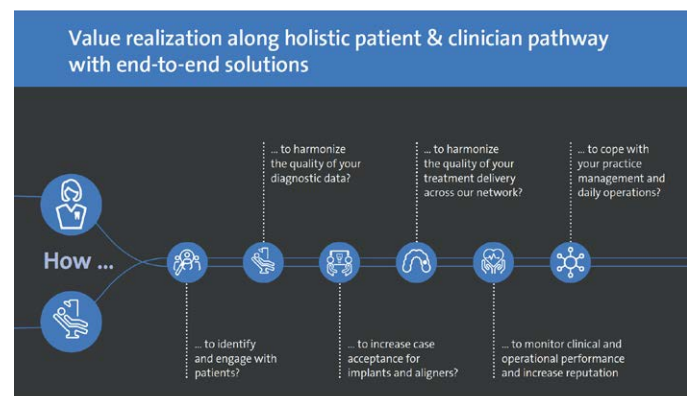 Value realization along holistic patient & clinician pathway
with end-to-end solutions
How ...
... to identify
and engage with
patients?
... to harmonize
the quality of your
diagnostic data?
... to increase case
acceptance for
implants and aligners?
... to harmonize
the quality of your
treatment delivery
across our network?
... to monitor clinical and
operational performance
and increase reputation
... to cope with
your practice
management and
daily operations?